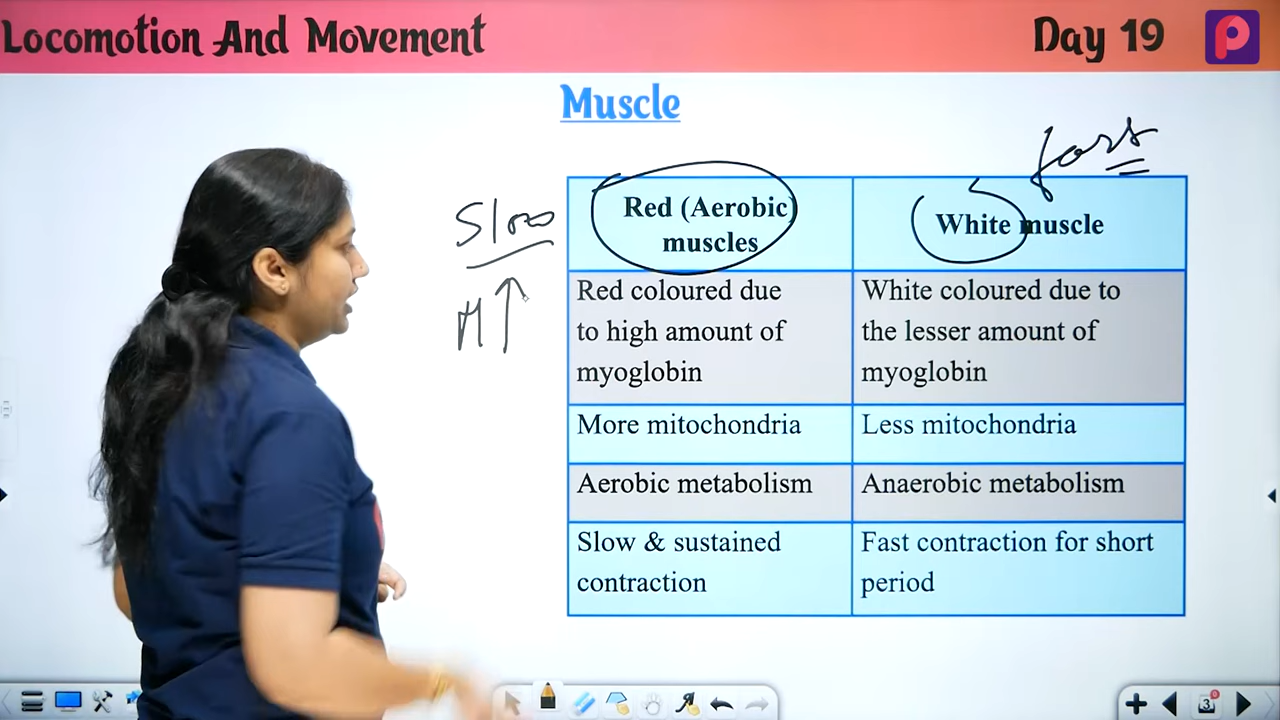 Locomotion And Movement
Day 19
P
Muscle
fast
Slow
M↑
Red (Aerobic)
muscles
White muscle
Red coloured due
to high amount of
myoglobin
White coloured due to
the lesser amount of
myoglobin
More mitochondria
Less mitochondria
Aerobic metabolism
Anaerobic metabolism
Slow & sustained
contraction
Fast contraction for short
period
3